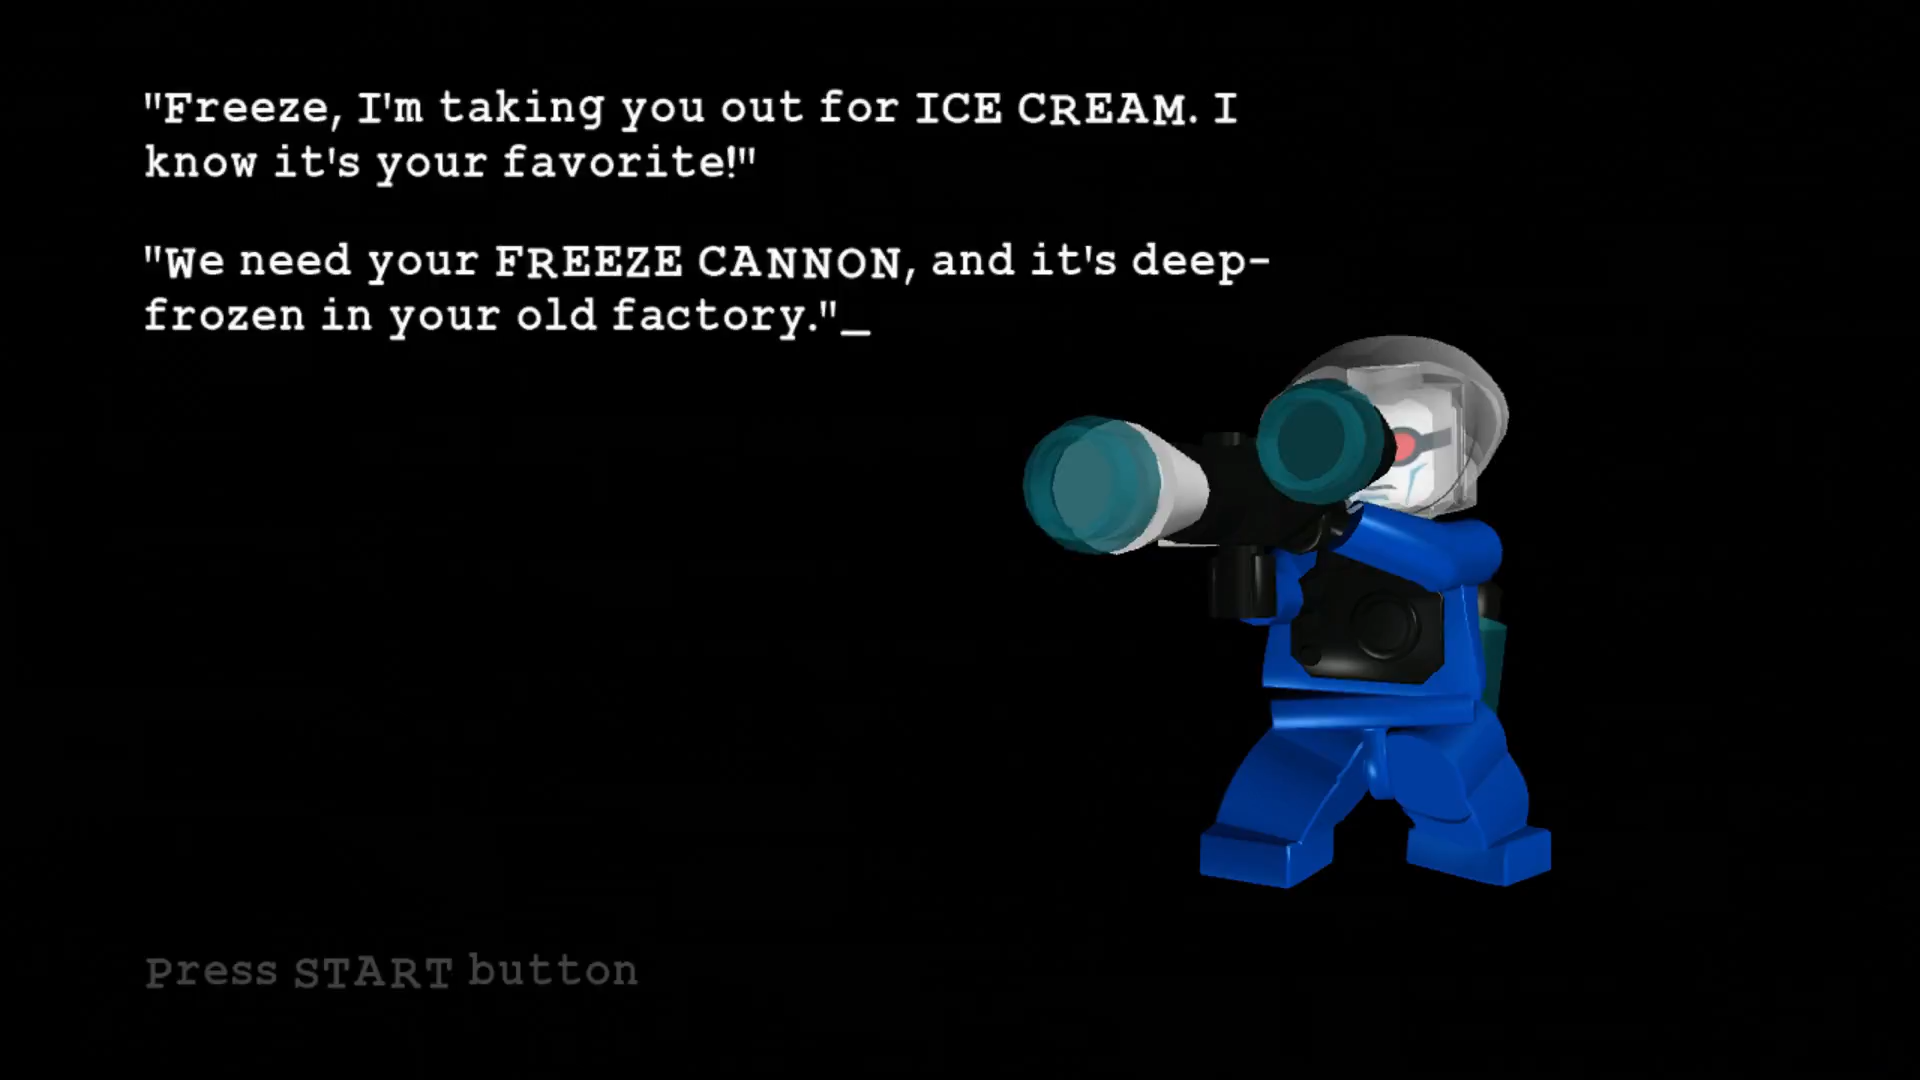 "Freeze, I'm taking you out for ICE CREAM. I
know it's your favorite!"
"We need your FREEZE CANNON, and it's deep-
frozen in your old factory."_
Press START button